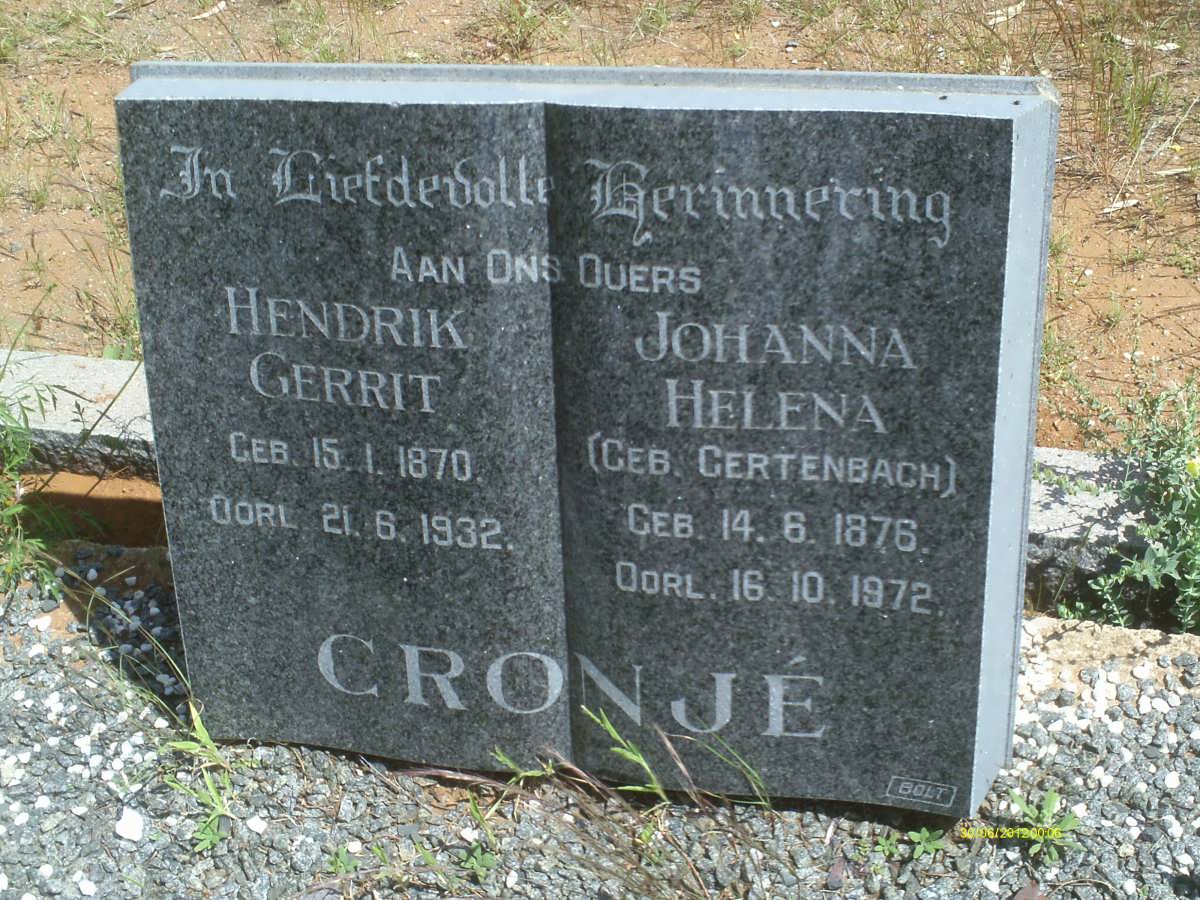 In Liefdevolle Herinnering
AAN ONS OUERS
HENDRIK
GERRIT
GEB. 15. 1. 1870.
OORL. 21. 6. 1932.
JOHANNA
HELENA
(GEB. GERTENBACH)
GEB. 14. 6. 1876.
OORL. 16. 10. 1972.
CRONJÉ
BOLT
30/06/2012 00:06